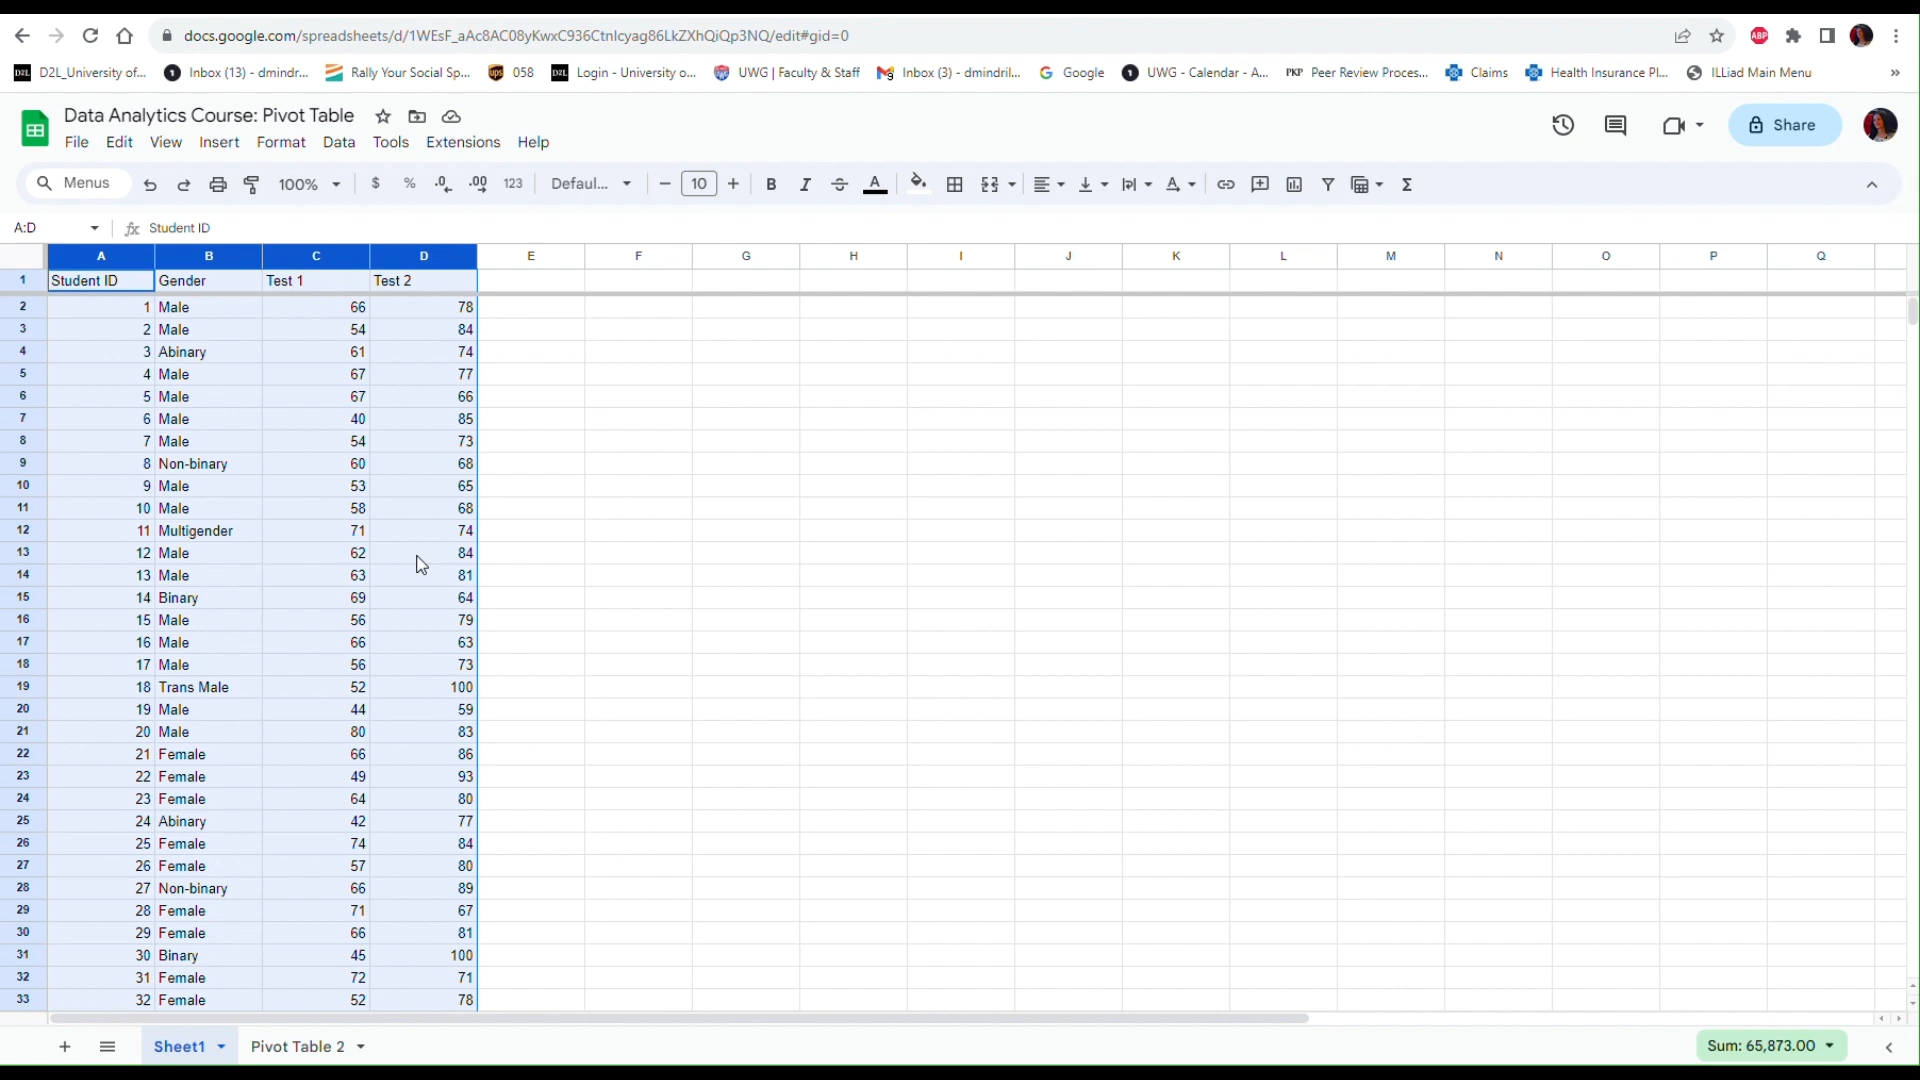 docs.google.com/spreadsheets/d/1WEsF_aAc8AC08yKwxC936CtnIcyag86LkZXhQiQp3NQ/edit#gid=0
ABP
D2L D2L_University of... Inbox (13) - dmindr... Rally Your Social Sp... ups 058 D2L Login - University o... UWG | Faculty & Staff Inbox (3) - dmindril... Google UWG - Calendar - A... PKP Peer Review Proces... Claims Health Insurance Pl... ILLiad Main Menu »
Data Analytics Course: Pivot Table
File Edit View Insert Format Data Tools Extensions Help
Share
Menus 100% $ % .0 .00 123 Defaul... − 10 + B I S A Σ
A:D fx Student ID
A B C D E F G H I J K L M N O P Q
1 Student ID Gender Test 1 Test 2
2 1 Male 66 78
3 2 Male 54 84
4 3 Abinary 61 74
5 4 Male 67 77
6 5 Male 67 66
7 6 Male 40 85
8 7 Male 54 73
9 8 Non-binary 60 68
10 9 Male 53 65
11 10 Male 58 68
12 11 Multigender 71 74
13 12 Male 62 84
14 13 Male 63 81
15 14 Binary 69 64
16 15 Male 56 79
17 16 Male 66 63
18 17 Male 56 73
19 18 Trans Male 52 100
20 19 Male 44 59
21 20 Male 80 83
22 21 Female 66 86
23 22 Female 49 93
24 23 Female 64 80
25 24 Abinary 42 77
26 25 Female 74 84
27 26 Female 57 80
28 27 Non-binary 66 89
29 28 Female 71 67
30 29 Female 66 81
31 30 Binary 45 100
32 31 Female 72 71
33 32 Female 52 78
+ Sheet1 Pivot Table 2 Sum: 65,873.00